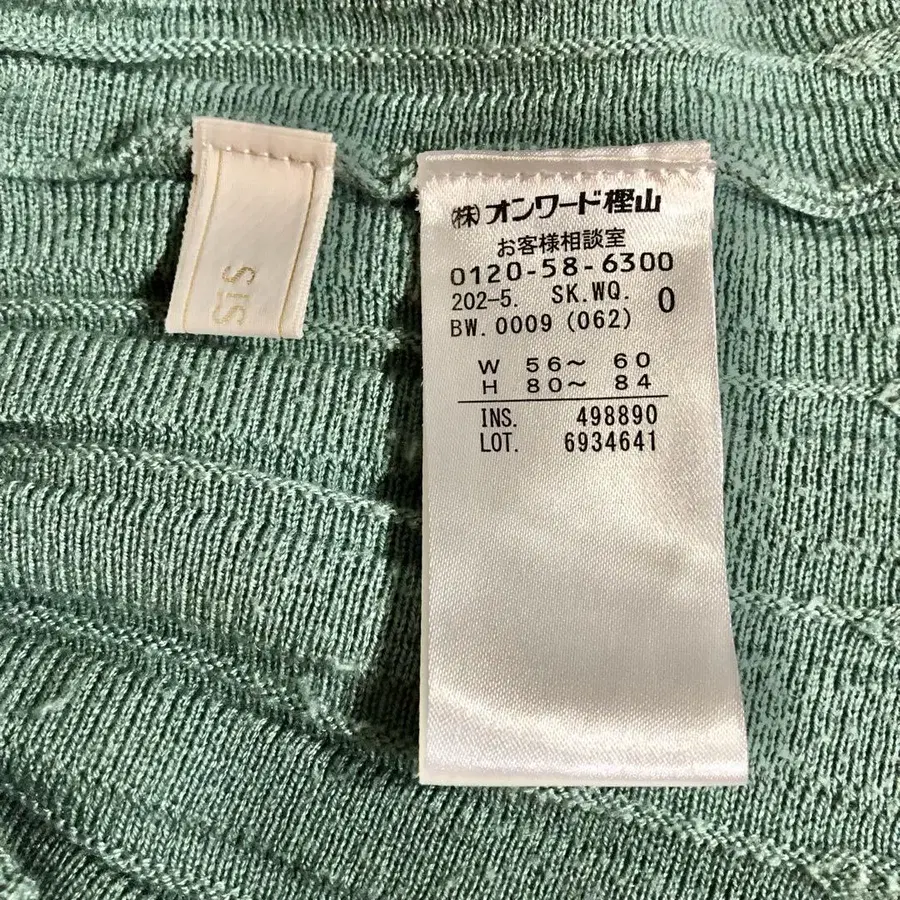 SiS
(株)オンワード樫山
お客様相談室
0120-58-6300
202-5. SK.WQ. 0
BW.0009 (062)
W 56〜 60
H 80〜 84
INS. 498890
LOT. 6934641